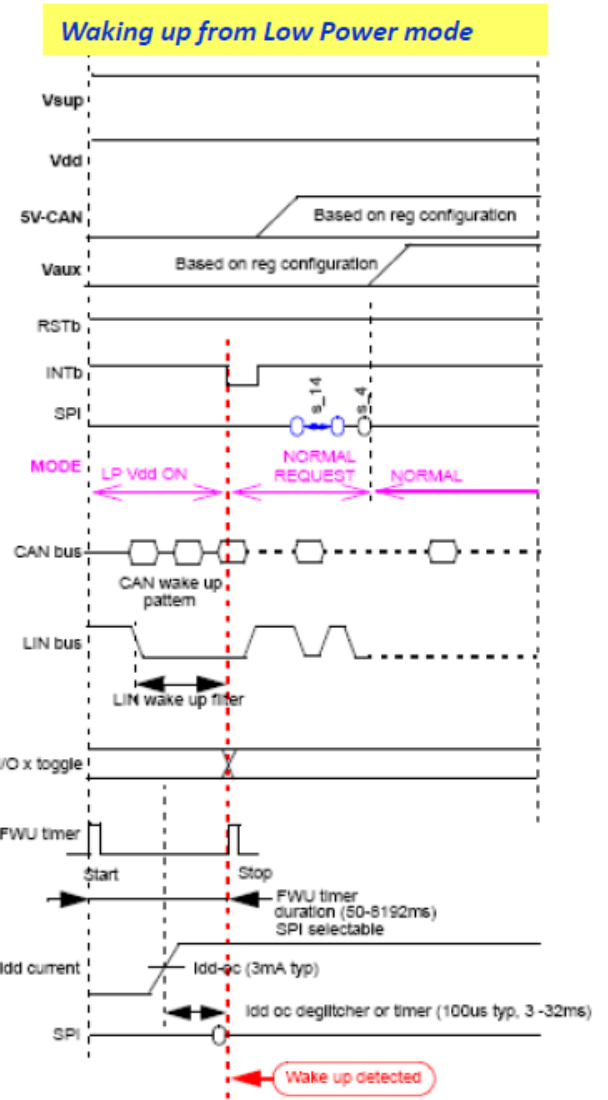 Waking up from Low Power mode
Vsup
Vdd
5V-CAN
Based on reg configuration
Vaux
Based on reg configuration
RSTb
INTb
s_14
s_4
SPI
MODE
LP Vdd ON
NORMAL
REQUEST
NORMAL
CAN bus
CAN wake up
pattern
LIN bus
LIN wake up filter
/O x toggle
FWU timer
Start
Stop
FWU timer
duration (50-8192ms)
SPI selectable
Idd current
Idd-oc (3mA typ)
Idd oc deglitcher or timer (100us typ, 3 -32ms)
SPI
Wake up detected